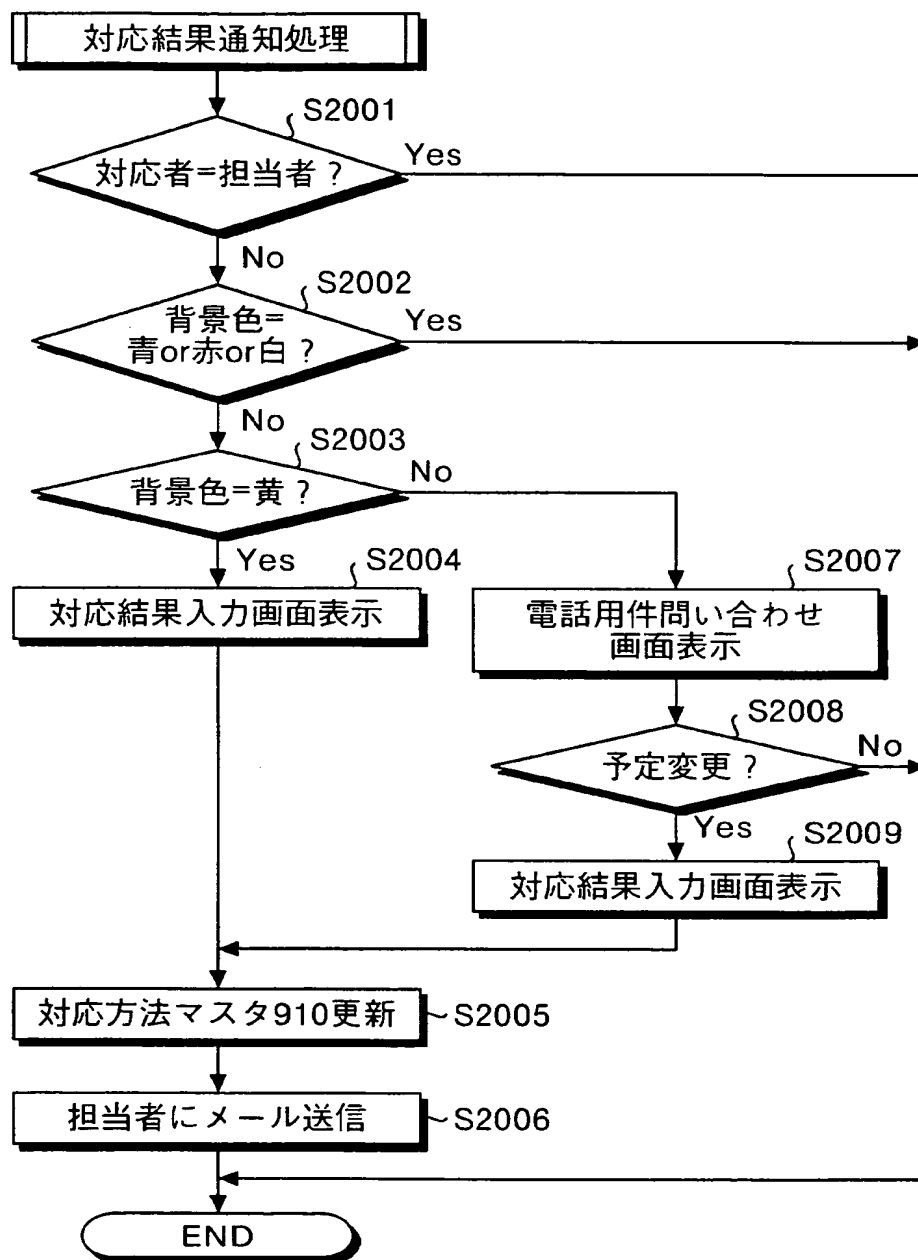 対応結果通知処理
S2001
対応者=担当者?
Yes
No
S2002
背景色=
青or赤or白?
Yes
No
S2003
背景色=黄?
No
Yes
S2004
対応結果入力画面表示
S2007
電話用件問い合わせ
画面表示
S2008
予定変更?
No
Yes
S2009
対応結果入力画面表示
対応方法マスタ910更新
S2005
担当者にメール送信
S2006
END